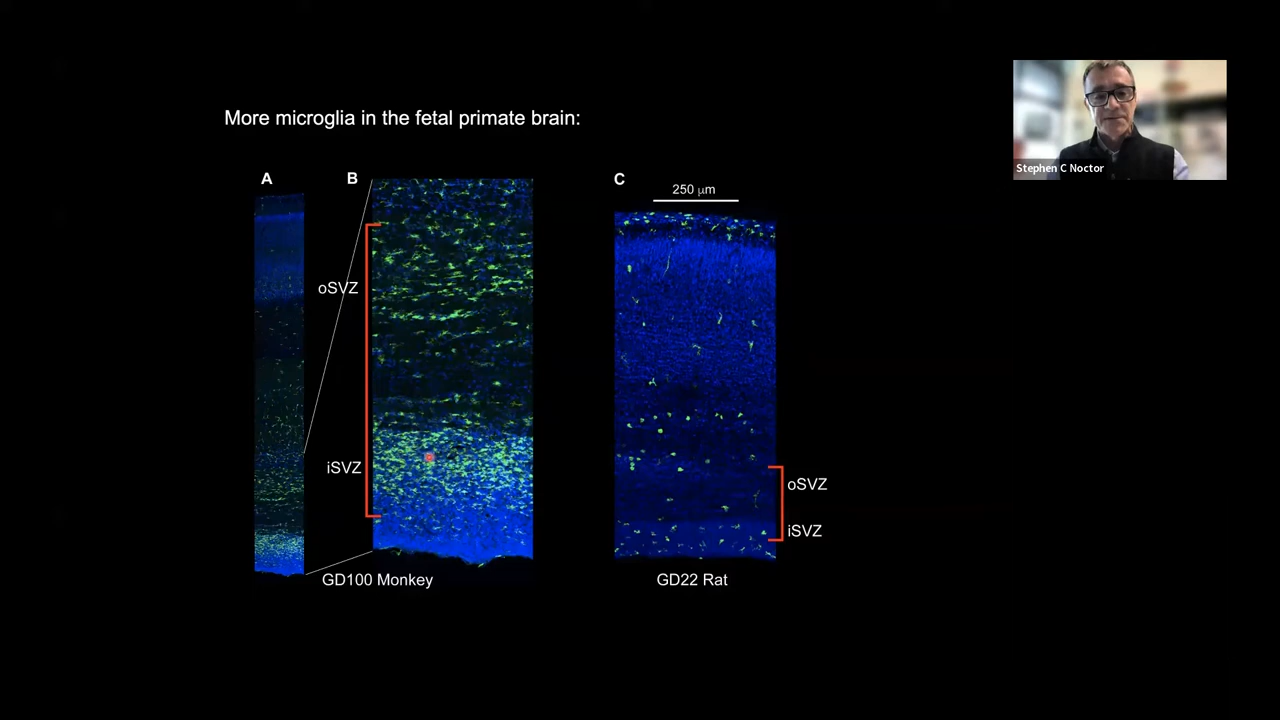 More microglia in the fetal primate brain:
A
B
C
250 μm
oSVZ
iSVZ
oSVZ
iSVZ
GD100 Monkey
GD22 Rat
Stephen C Noctor